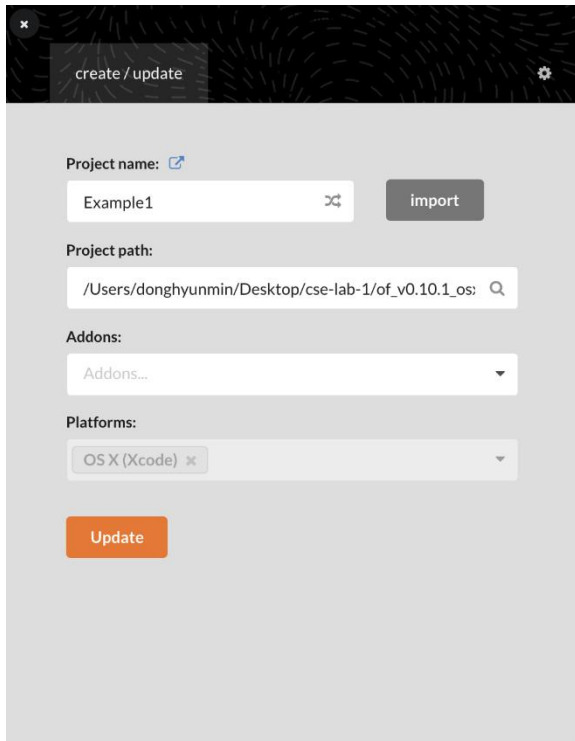 create / update
Project name:
Example1
import
Project path:
/Users/donghyunmin/Desktop/cse-lab-1/of_v0.10.1_os
Addons:
Addons...
Platforms:
OS X (Xcode)
Update